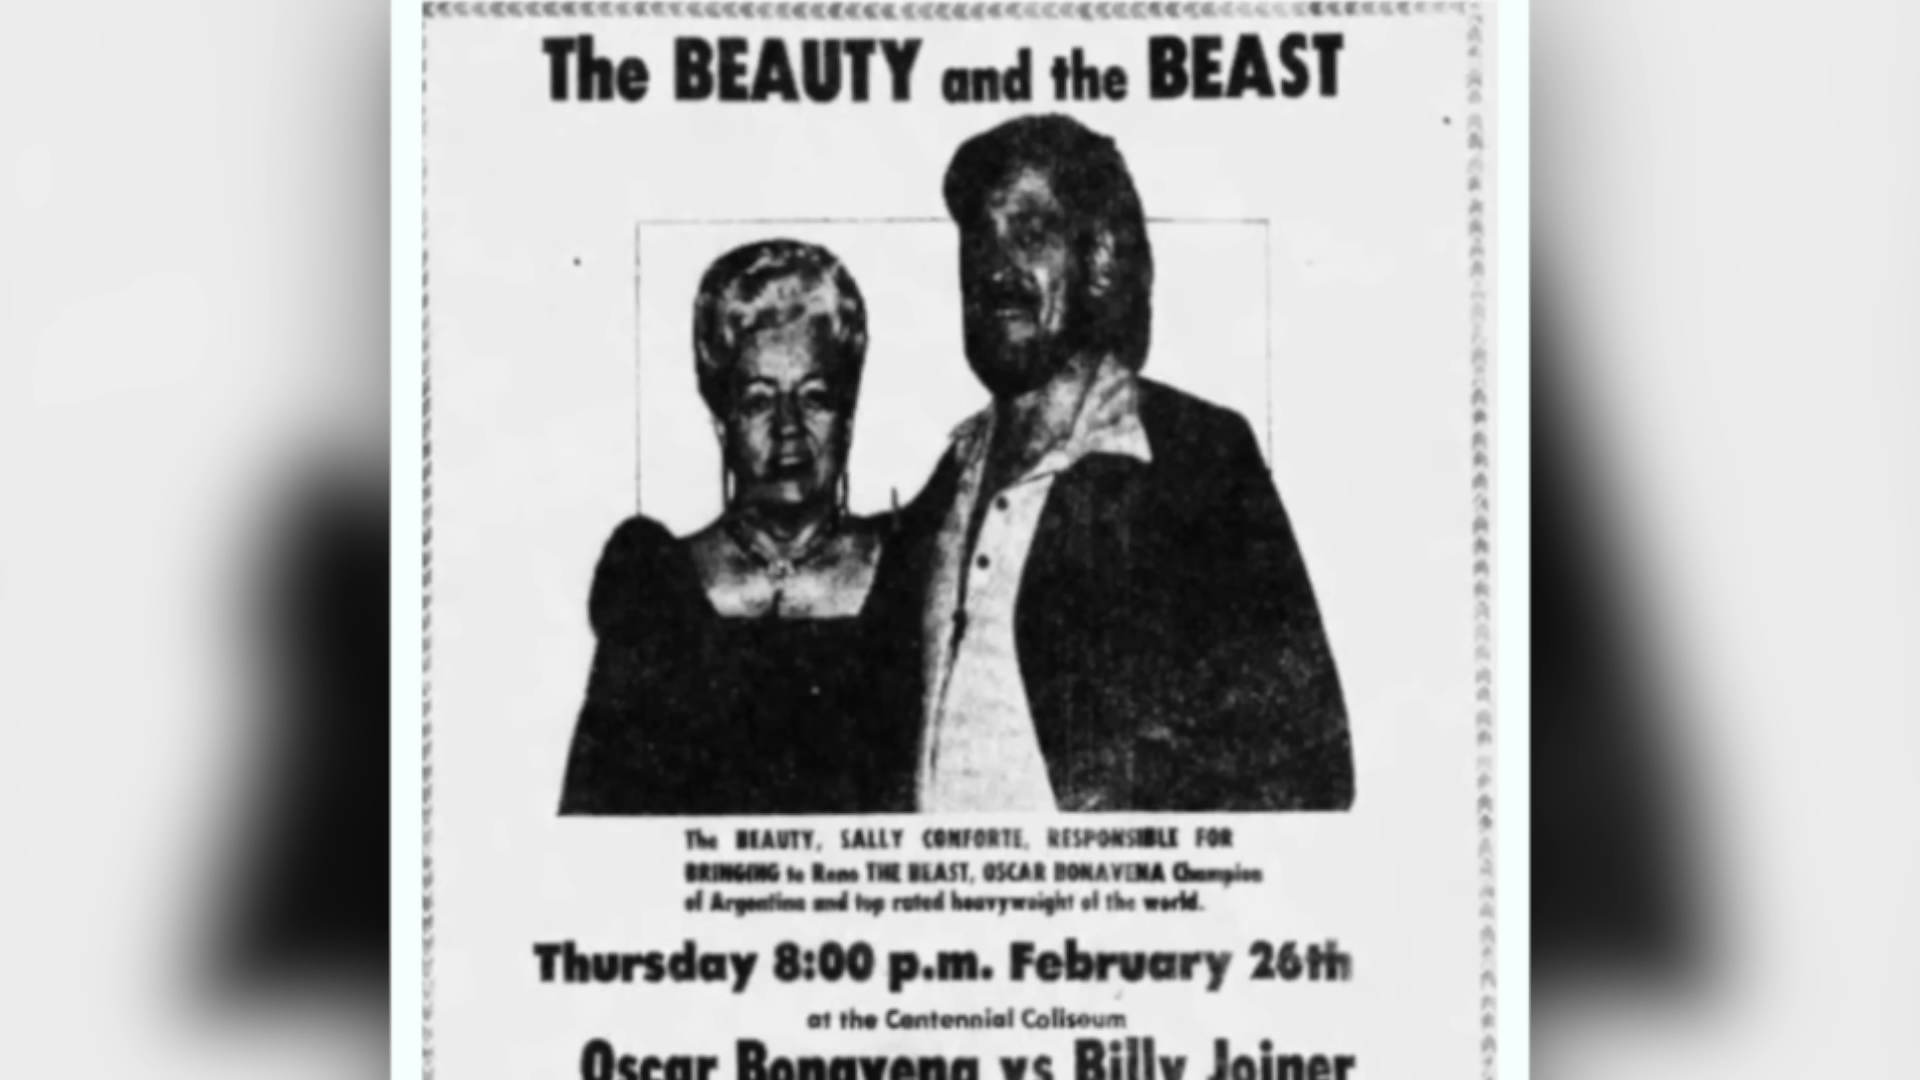 The BEAUTY and the BEAST
The BEAUTY, SALLY CONFORTE, RESPONSIBLE FOR
BRINGING to Reno THE BEAST, OSCAR BONAVENA Champion
of Argentina and top rated heavyweight of the world.
Thursday 8:00 p.m. February 26th
at the Centennial Coliseum
Oscar Bonavena vs Billy Joiner